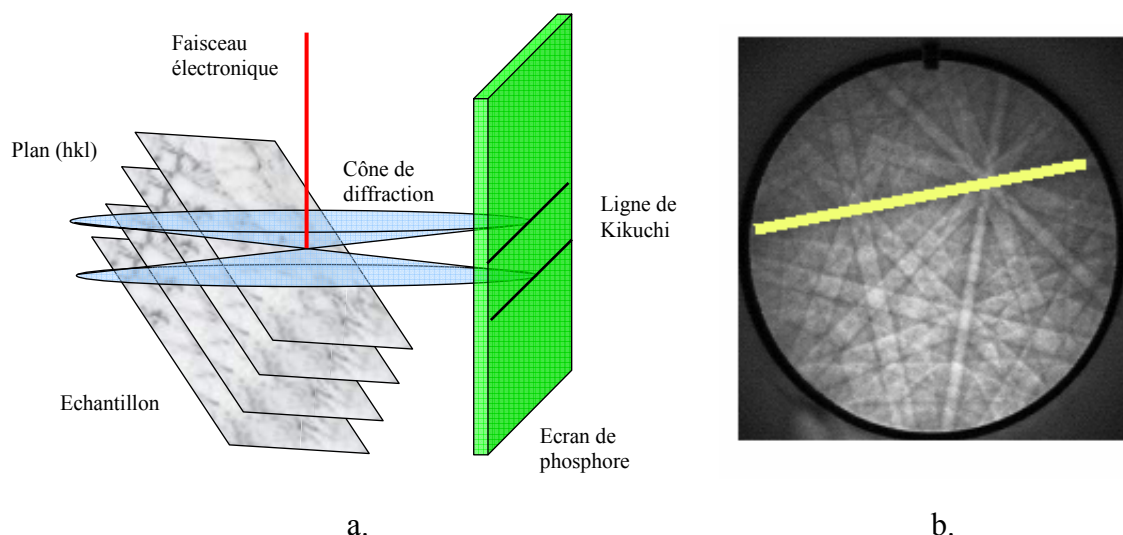 Faisceau
électronique
Plan (hkl)
Cône de
diffraction
Ligne de
Kikuchi
Echantillon
Ecran de
phosphore
a.
b.